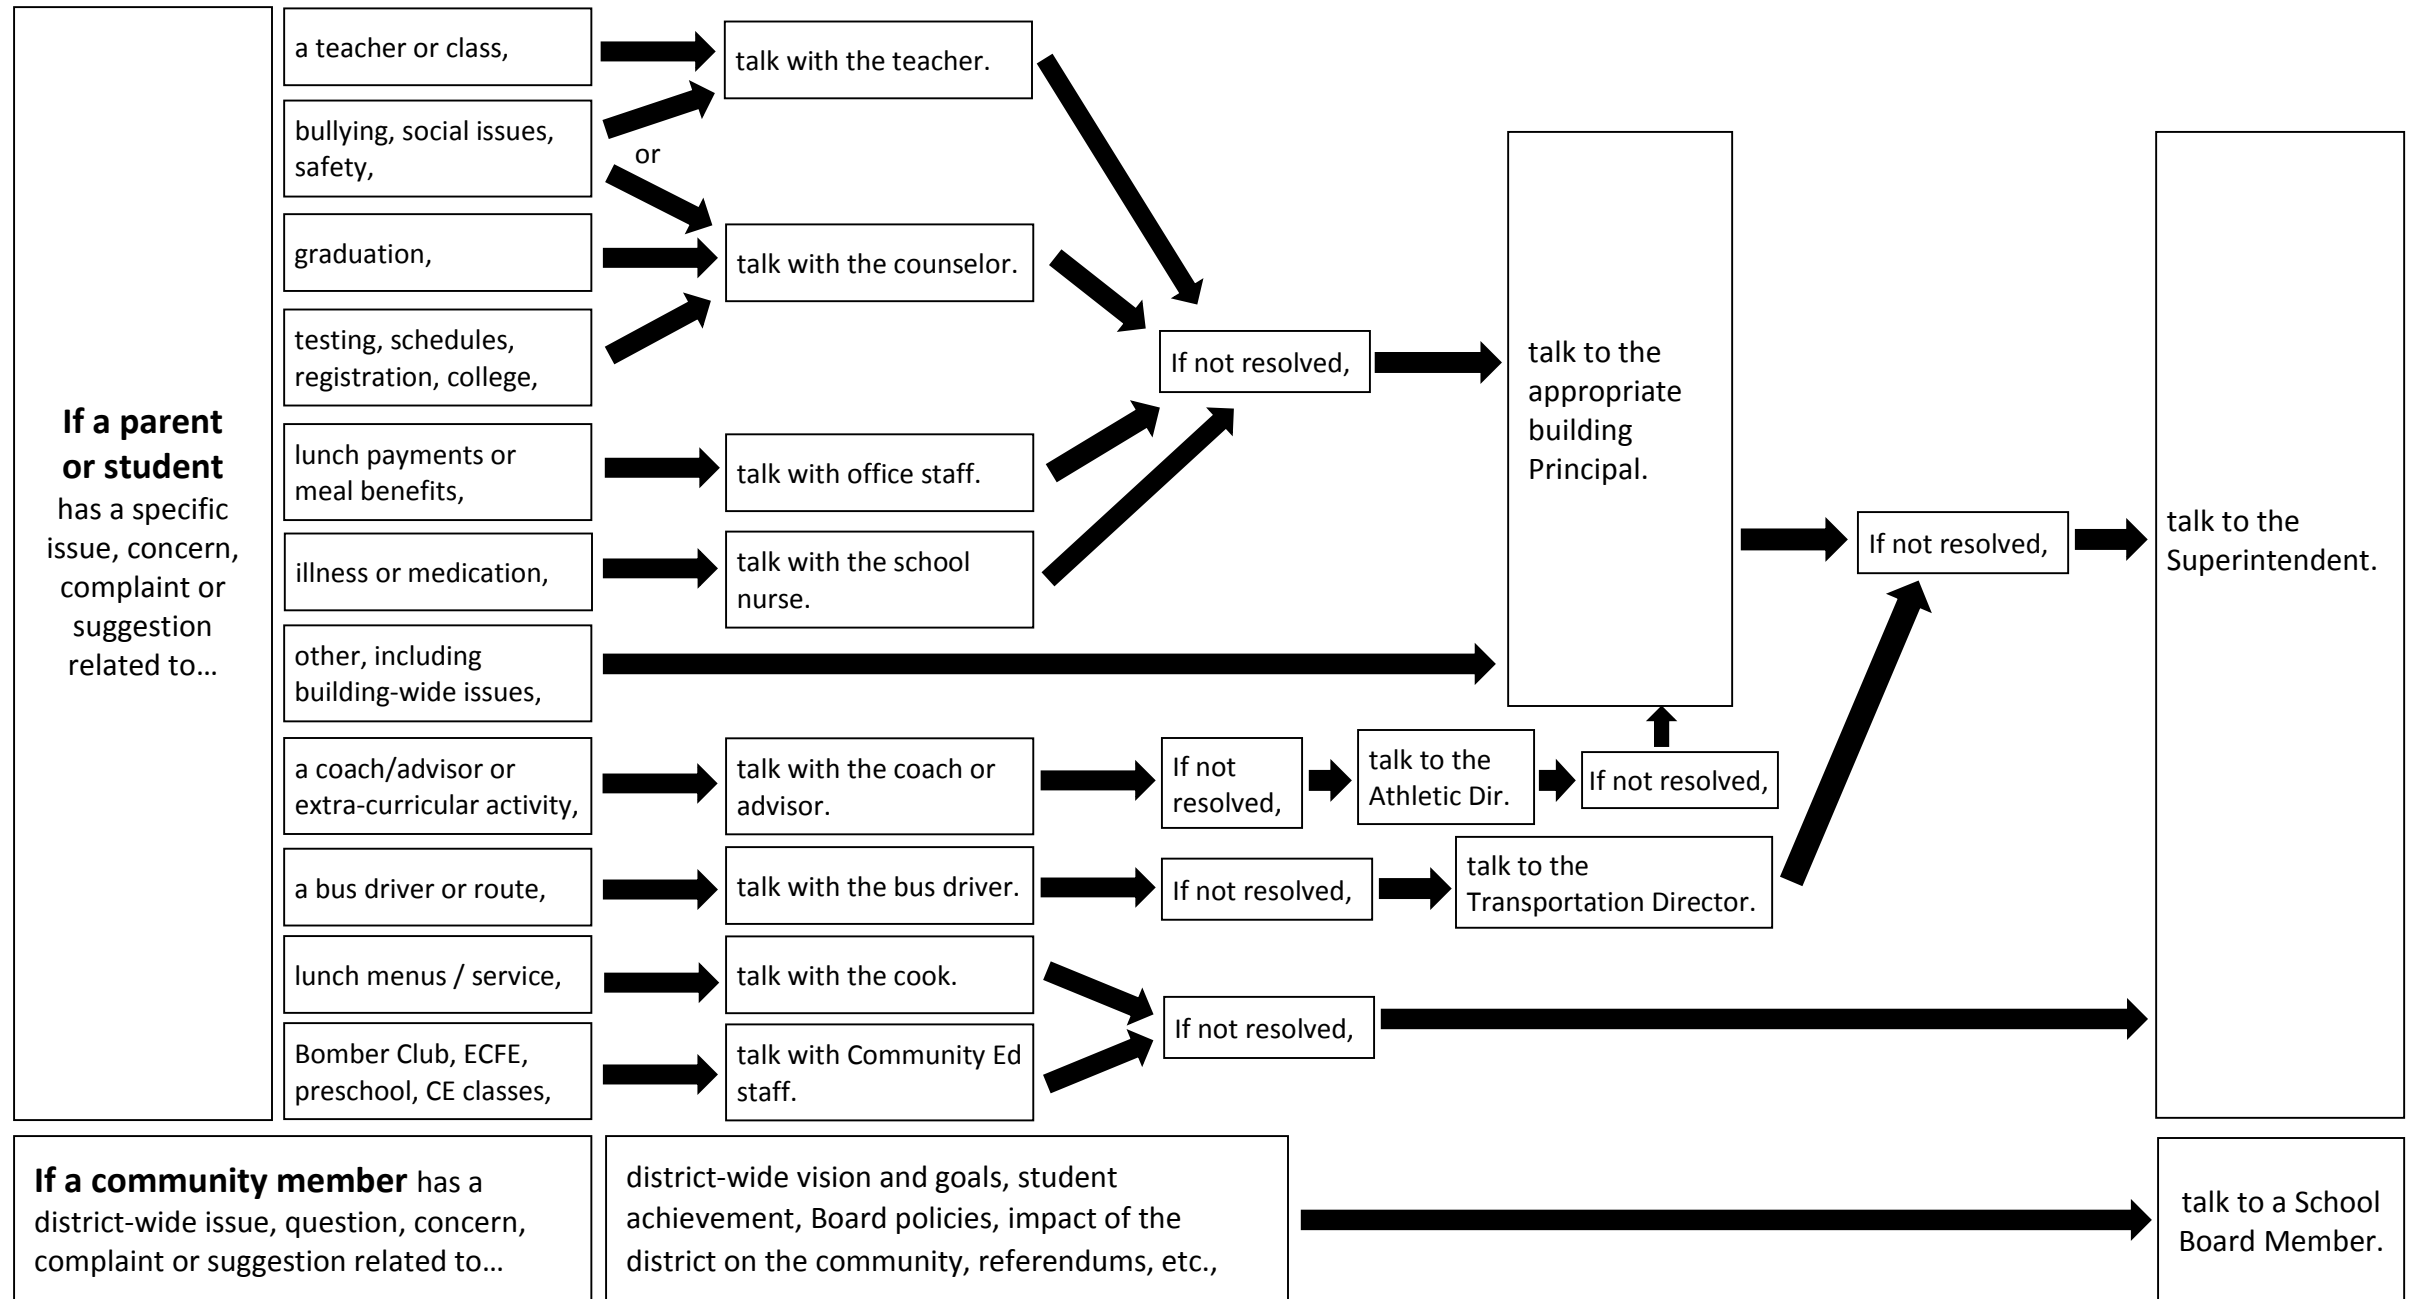 If a parent
or student
has a specific
issue, concern,
complaint or
suggestion
related to…
a teacher or class,
talk with the teacher.
bullying, social issues,
safety,
or
graduation,
talk with the counselor.
testing, schedules,
registration, college,
If not resolved,
talk to the
appropriate
building
Principal.
lunch payments or
meal benefits,
talk with office staff.
illness or medication,
talk with the school
nurse.
If not resolved,
talk to the
Superintendent.
other, including
building-wide issues,
a coach/advisor or
extra-curricular activity,
talk with the coach or
advisor.
If not
resolved,
talk to the
Athletic Dir.
If not resolved,
a bus driver or route,
talk with the bus driver.
If not resolved,
talk to the
Transportation Director.
lunch menus / service,
talk with the cook.
If not resolved,
Bomber Club, ECFE,
preschool, CE classes,
talk with Community Ed
staff.
If a community member has a
district-wide issue, question, concern,
complaint or suggestion related to…
district-wide vision and goals, student
achievement, Board policies, impact of the
district on the community, referendums, etc.,
talk to a School
Board Member.